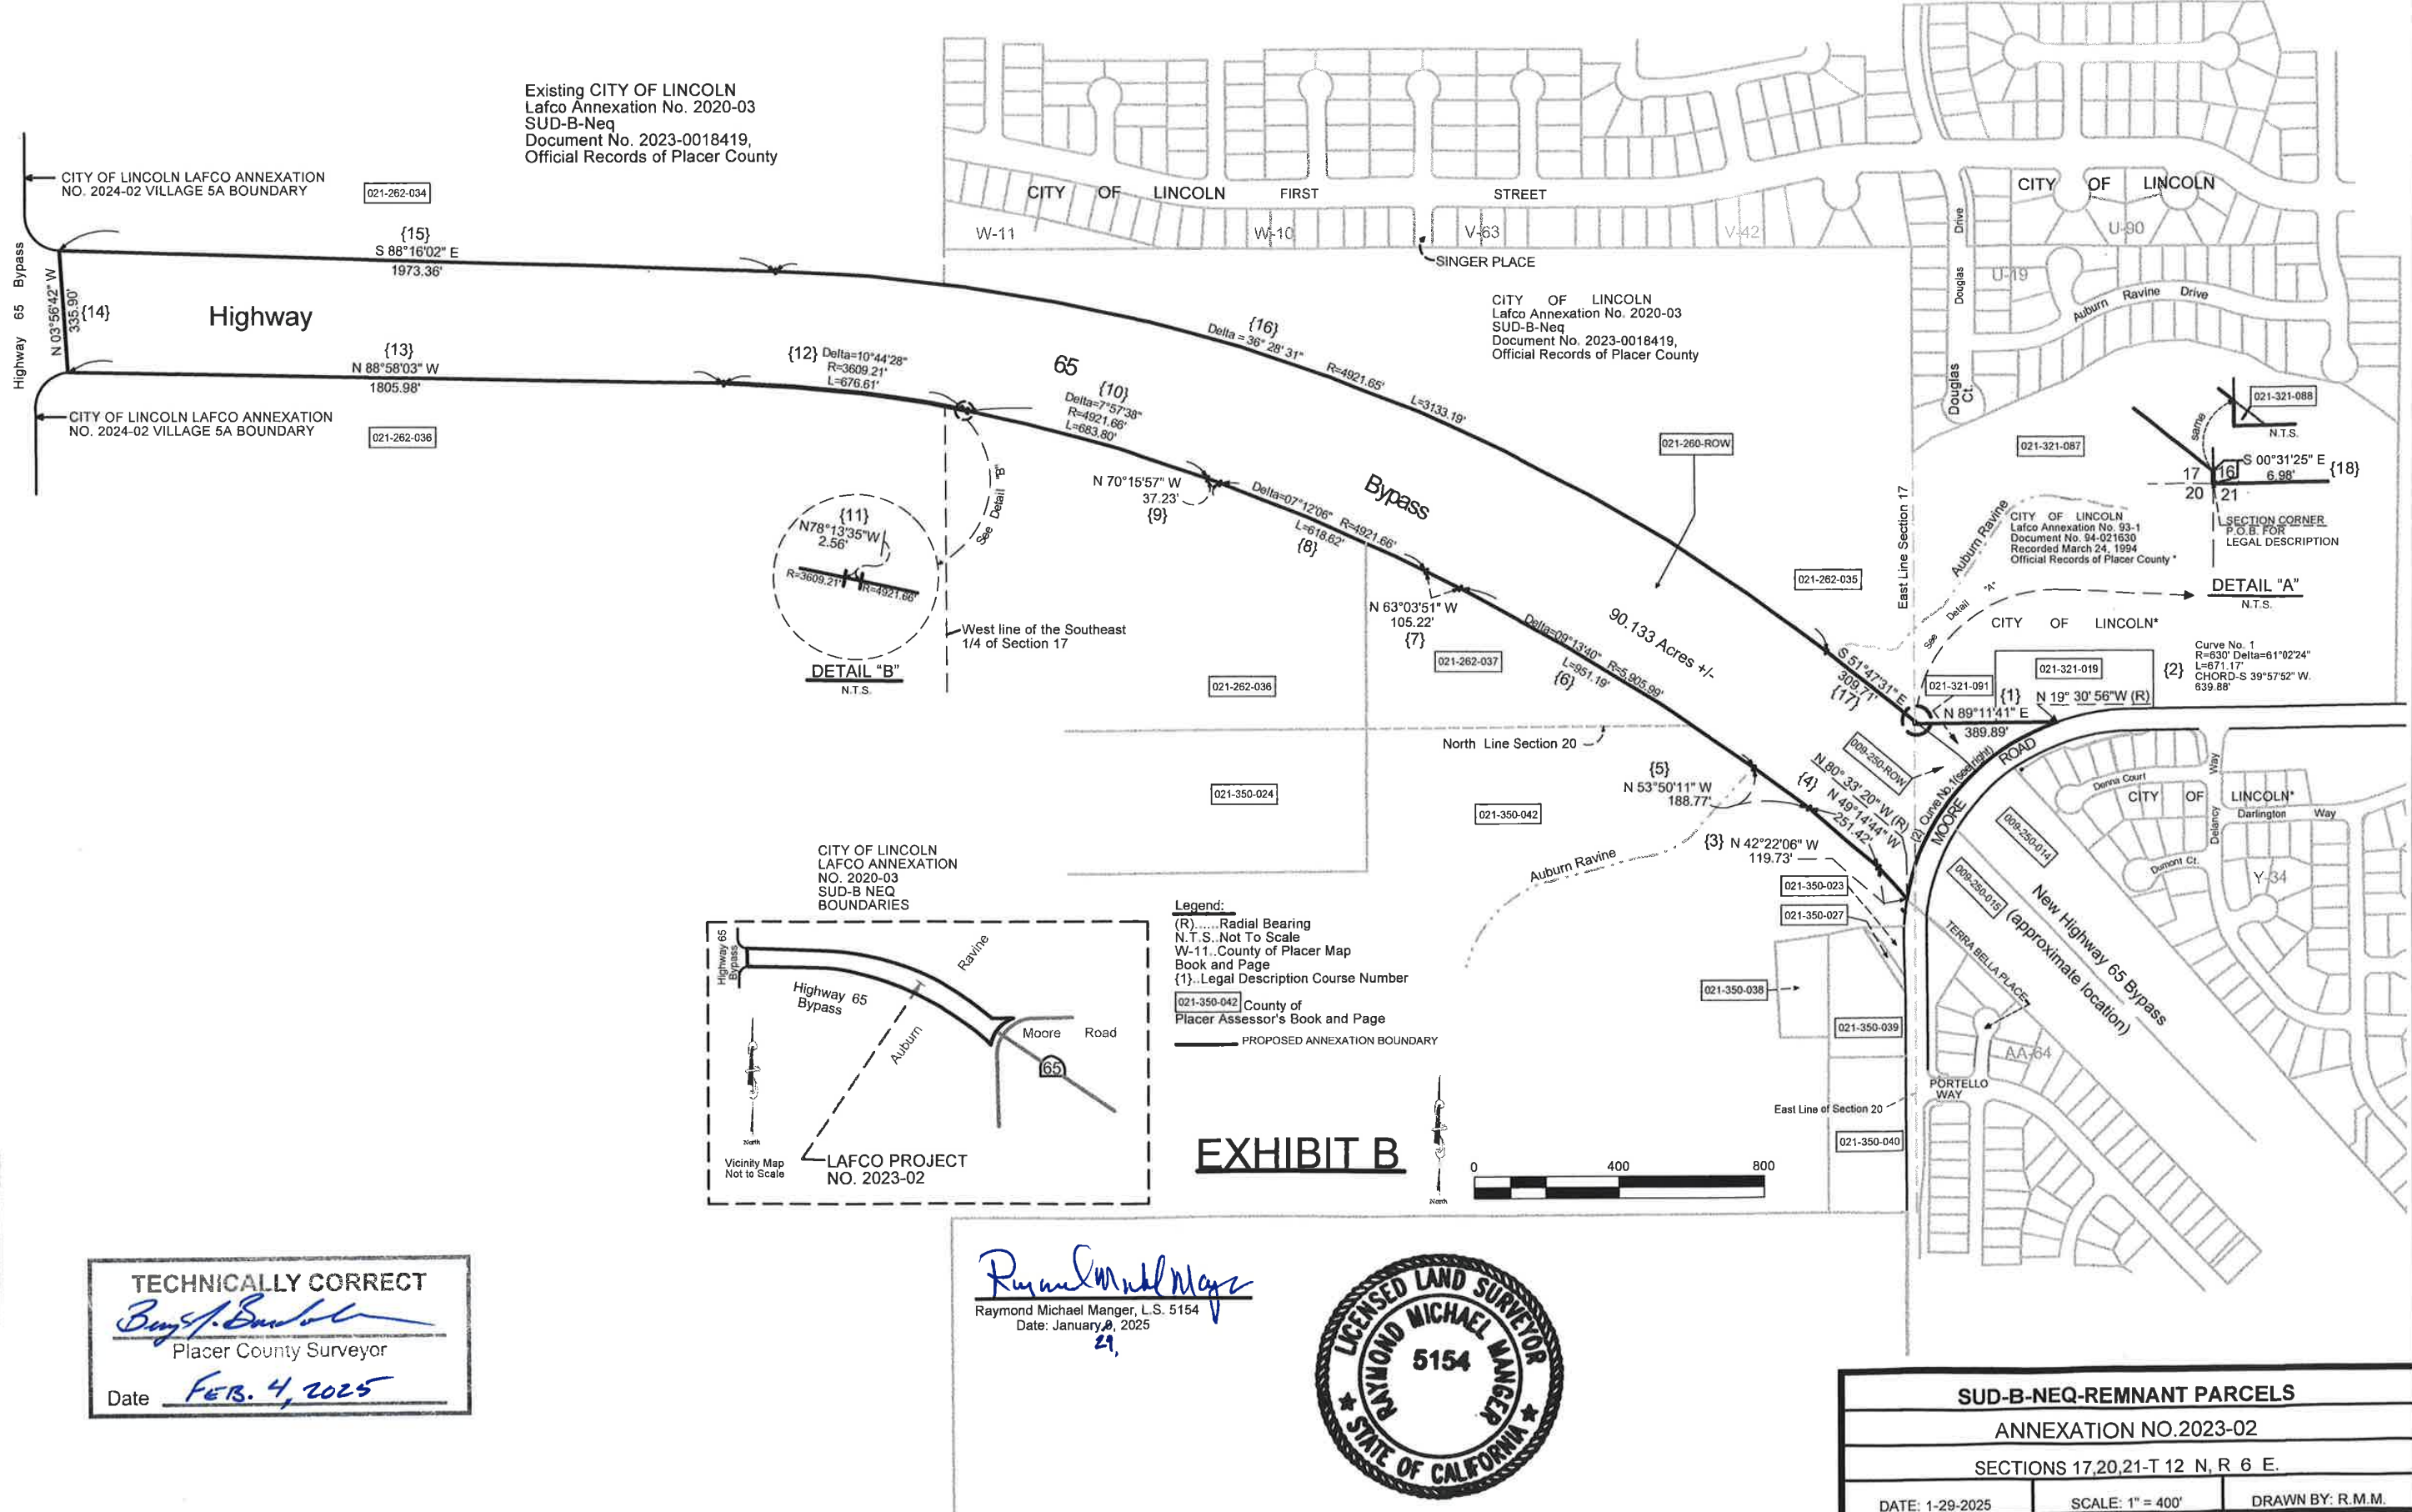 Existing CITY OF LINCOLN
Lafco Annexation No. 2020-03
SUD-B-Neq
Document No. 2023-0018419,
Official Records of Placer County
CITY OF LINCOLN LAFCO ANNEXATION
NO. 2024-02 VILLAGE 5A BOUNDARY
021-262-034
Highway 65 Bypass
{15}
S 88°16'02" E
1973.36'
N 03°56'42" W
335.90'
{14}
Highway
{13}
N 88°58'03" W
1805.98'
CITY OF LINCOLN LAFCO ANNEXATION
NO. 2024-02 VILLAGE 5A BOUNDARY
021-262-036
{12} Delta=10°44'28"
R=3609.21'
L=676.61'
65
{10}
Delta=7°57'38"
R=4921.66'
L=683.80'
{16}
Delta = 36° 28' 31"
R=4921.65'
L=3133.19'
CITY OF LINCOLN FIRST STREET
W-11
W-10
V-63
V-42
SINGER PLACE
CITY OF LINCOLN
Lafco Annexation No. 2020-03
SUD-B-Neq
Document No. 2023-0018419,
Official Records of Placer County
CITY OF LINCOLN
U-90
U-19
Drive
Douglas
Auburn Ravine Drive
Douglas
Ct.
021-321-088
same
N.T.S.
021-321-087
17 16
20 21
S 00°31'25" E
6.98'
{18}
SECTION CORNER
P.O.B. FOR
LEGAL DESCRIPTION
DETAIL "A"
N.T.S.
CITY OF LINCOLN
Lafco Annexation No. 93-1
Document No. 94-021630
Recorded March 24, 1994
Official Records of Placer County *
East Line Section 17
Auburn Ravine
See Detail "A"
CITY OF LINCOLN*
021-260-ROW
021-262-035
Bypass
90.133 Acres +/-
See Detail "B"
{11}
N78°13'35"W
2.56'
R=3609.21'
R=4921.66'
DETAIL "B"
N.T.S.
West line of the Southeast
1/4 of Section 17
N 70°15'57" W
37.23'
{9}
Delta=07°12'06" R=4921.66'
L=618.62'
{8}
N 63°03'51" W
105.22'
{7}
021-262-037
Delta=09°13'40" R=5,905.99'
L=951.19'
{6}
021-262-036
S 51°47'31" E
309.71'
{17}
021-321-091
021-321-019
{1}
N 19° 30' 56"W (R)
N 89°11'41" E
389.89'
{2}
Curve No. 1
R=630' Delta=61°02'24"
L=671.17'
CHORD-S 39°57'52" W.
639.88'
North Line Section 20
{5}
N 53°50'11" W
188.77'
021-350-024
021-350-042
009-250-ROW
{4}
N 80° 33' 20" W (R)
N 49°14'44" W
251.42'
{2} Curve No.1(see right)
MOORE ROAD
{3} N 42°22'06" W
119.73'
021-350-023
021-350-027
021-350-038
021-350-039
021-350-040
Auburn Ravine
009-250-014
009-250-015
New Highway 65 Bypass
(approximate location)
TERRA BELLA PLACE
Denna Court
CITY OF LINCOLN*
Way
Delancy
Darlington Way
Dumont Ct.
Y-34
AA-64
PORTELLO
WAY
East Line of Section 20
CITY OF LINCOLN
LAFCO ANNEXATION
NO. 2020-03
SUD-B NEQ
BOUNDARIES
Highway 65
Bypass
Highway 65
Bypass
Ravine
Auburn
Moore Road
65
North
Vicinity Map
Not to Scale
LAFCO PROJECT
NO. 2023-02
Legend:
(R)......Radial Bearing
N.T.S..Not To Scale
W-11..County of Placer Map
Book and Page
{1}..Legal Description Course Number
021-350-042 County of
Placer Assessor's Book and Page
PROPOSED ANNEXATION BOUNDARY
EXHIBIT B
North
0 400 800
TECHNICALLY CORRECT
Placer County Surveyor
Date FEB. 4, 2025
Raymond Michael Manger, L.S. 5154
Date: January , 2025
29,
LICENSED LAND SURVEYOR
RAYMOND MICHAEL MANGER
5154
STATE OF CALIFORNIA
SUD-B-NEQ-REMNANT PARCELS
ANNEXATION NO.2023-02
SECTIONS 17,20,21-T 12 N, R 6 E.
DATE: 1-29-2025
SCALE: 1" = 400'
DRAWN BY: R.M.M.